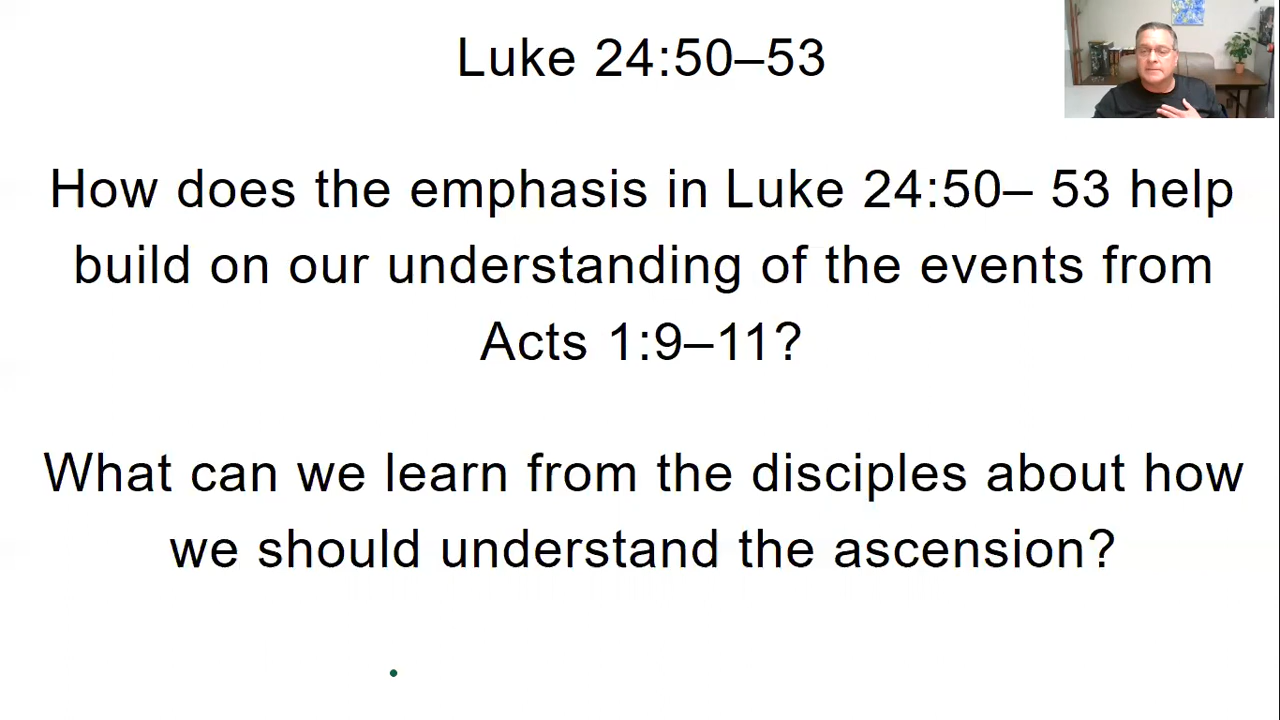 Luke 24:50–53
How does the emphasis in Luke 24:50– 53 help
build on our understanding of the events from
Acts 1:9–11?
What can we learn from the disciples about how
we should understand the ascension?